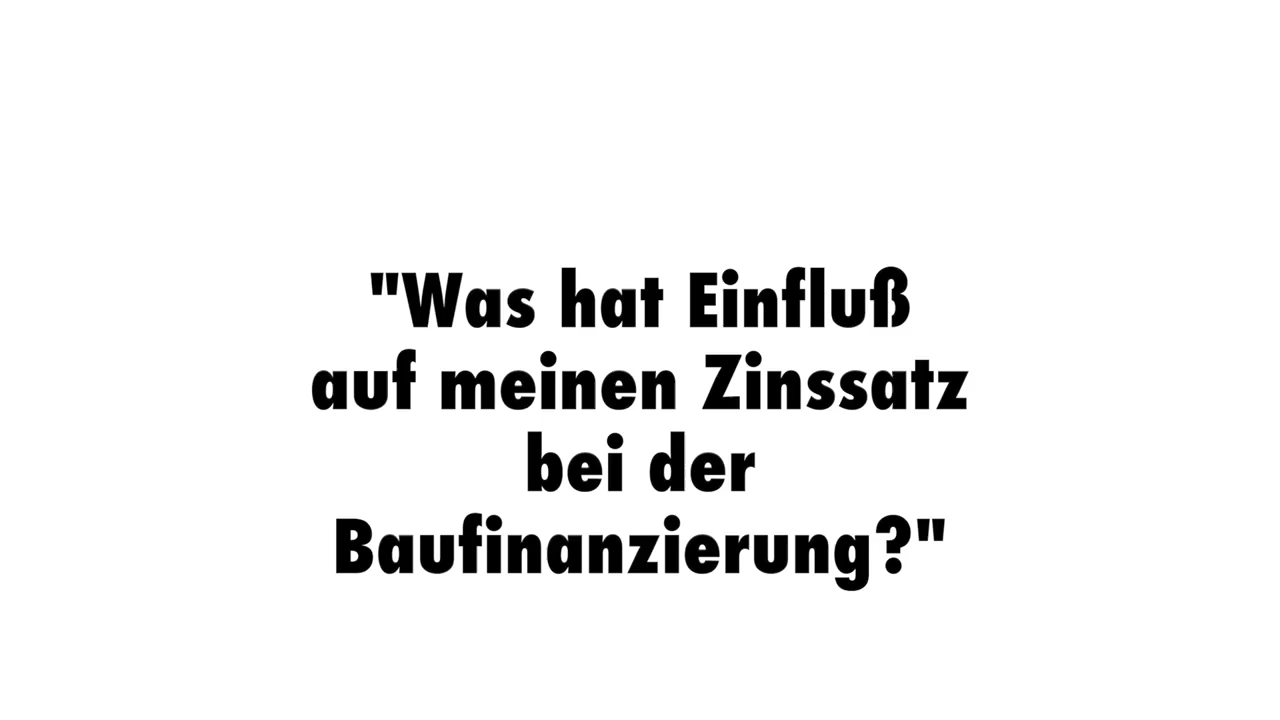 "Was hat Einfluß
auf meinen Zinssatz
bei der
Baufinanzierung?"